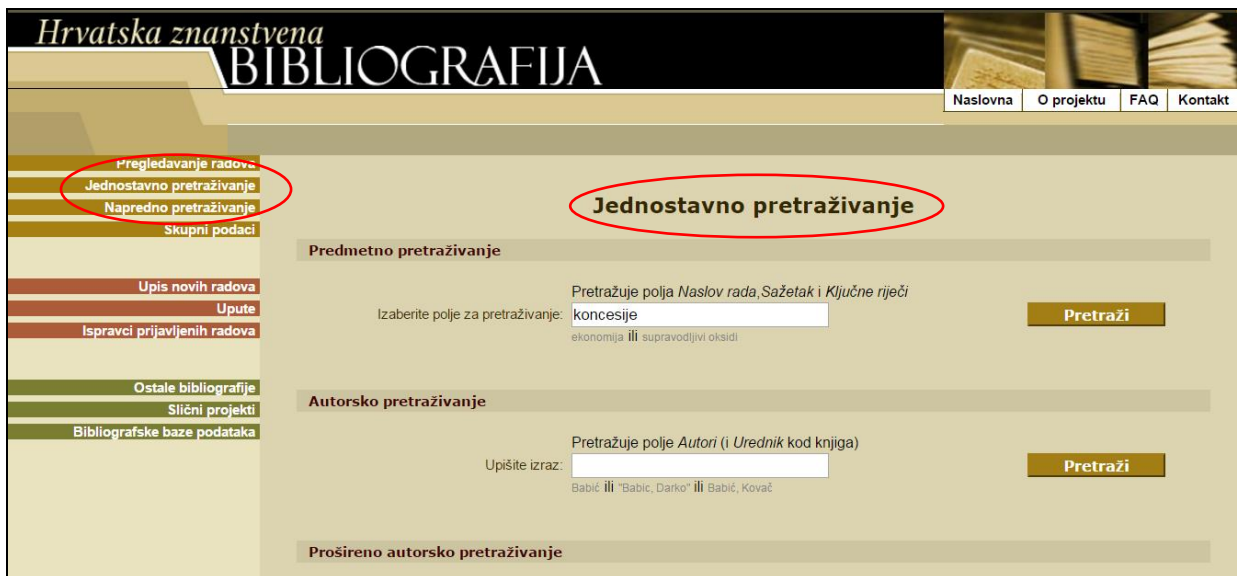 Hrvatska znanstvena
BIBLIOGRAFIJA
Naslovna O projektu FAQ Kontakt
Pregledavanje radova
Jednostavno pretraživanje
Napredno pretraživanje
Skupni podaci
Upis novih radova
Upute
Ispravci prijavljenih radova
Ostale bibliografije
Slični projekti
Bibliografske baze podataka
Jednostavno pretraživanje
Predmetno pretraživanje
Pretražuje polja Naslov rada,Sažetak i Ključne riječi
Izaberite polje za pretraživanje: koncesije Pretraži
ekonomija ili supravodljivi oksidi
Autorsko pretraživanje
Pretražuje polje Autori (i Urednik kod knjiga)
Upišite izraz: Pretraži
Babić ili "Babic, Darko" ili Babić, Kovač
Prošireno autorsko pretraživanje